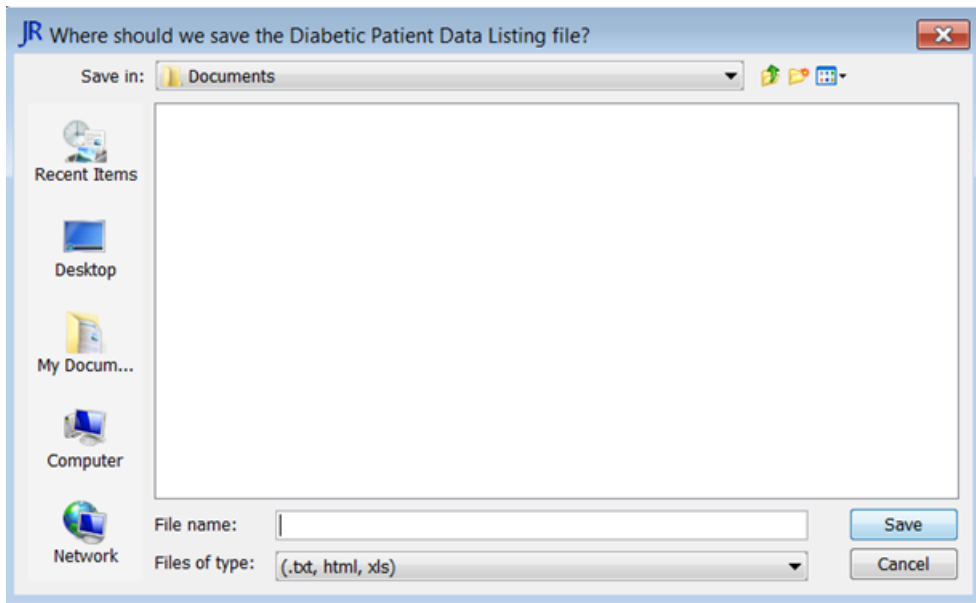 JR Where should we save the Diabetic Patient Data Listing file?
Save in: Documents
Recent Items
Desktop
My Docum...
Computer
Network
File name:
Save
Files of type: (.txt, html, xls)
Cancel